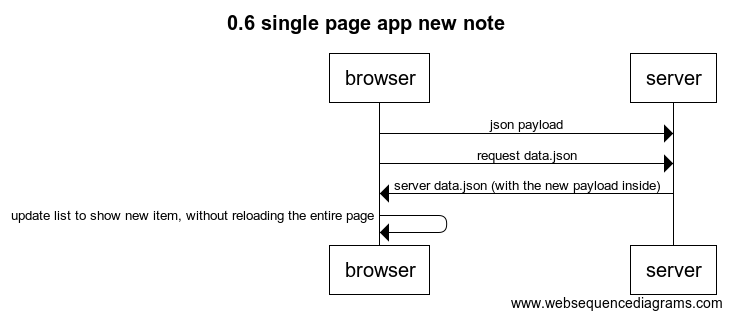 0.6 single page app new note
browser
server
json payload
request data.json
server data.json (with the new payload inside)
update list to show new item, without reloading the entire page
browser
server
www.websequencediagrams.com